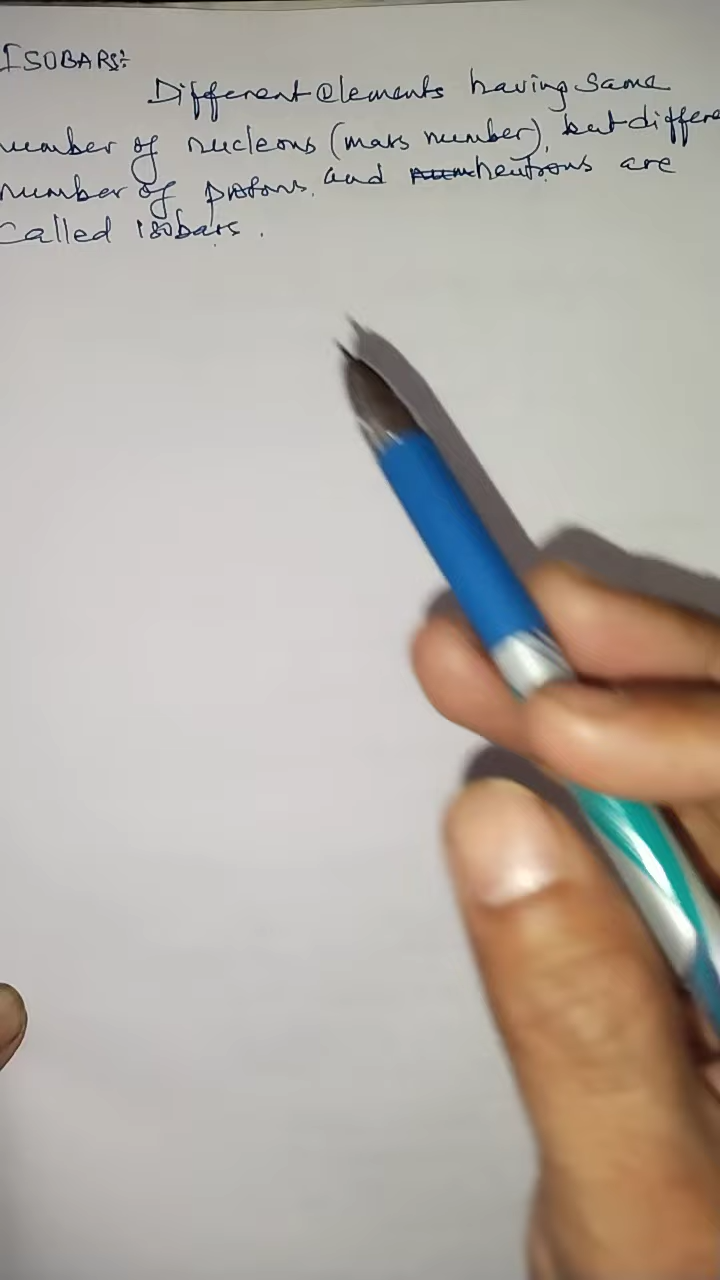 ISOBARS:-
Different elements having same
number of nucleons (mass number), but differe
number of protons and neutrons are
called isobars.